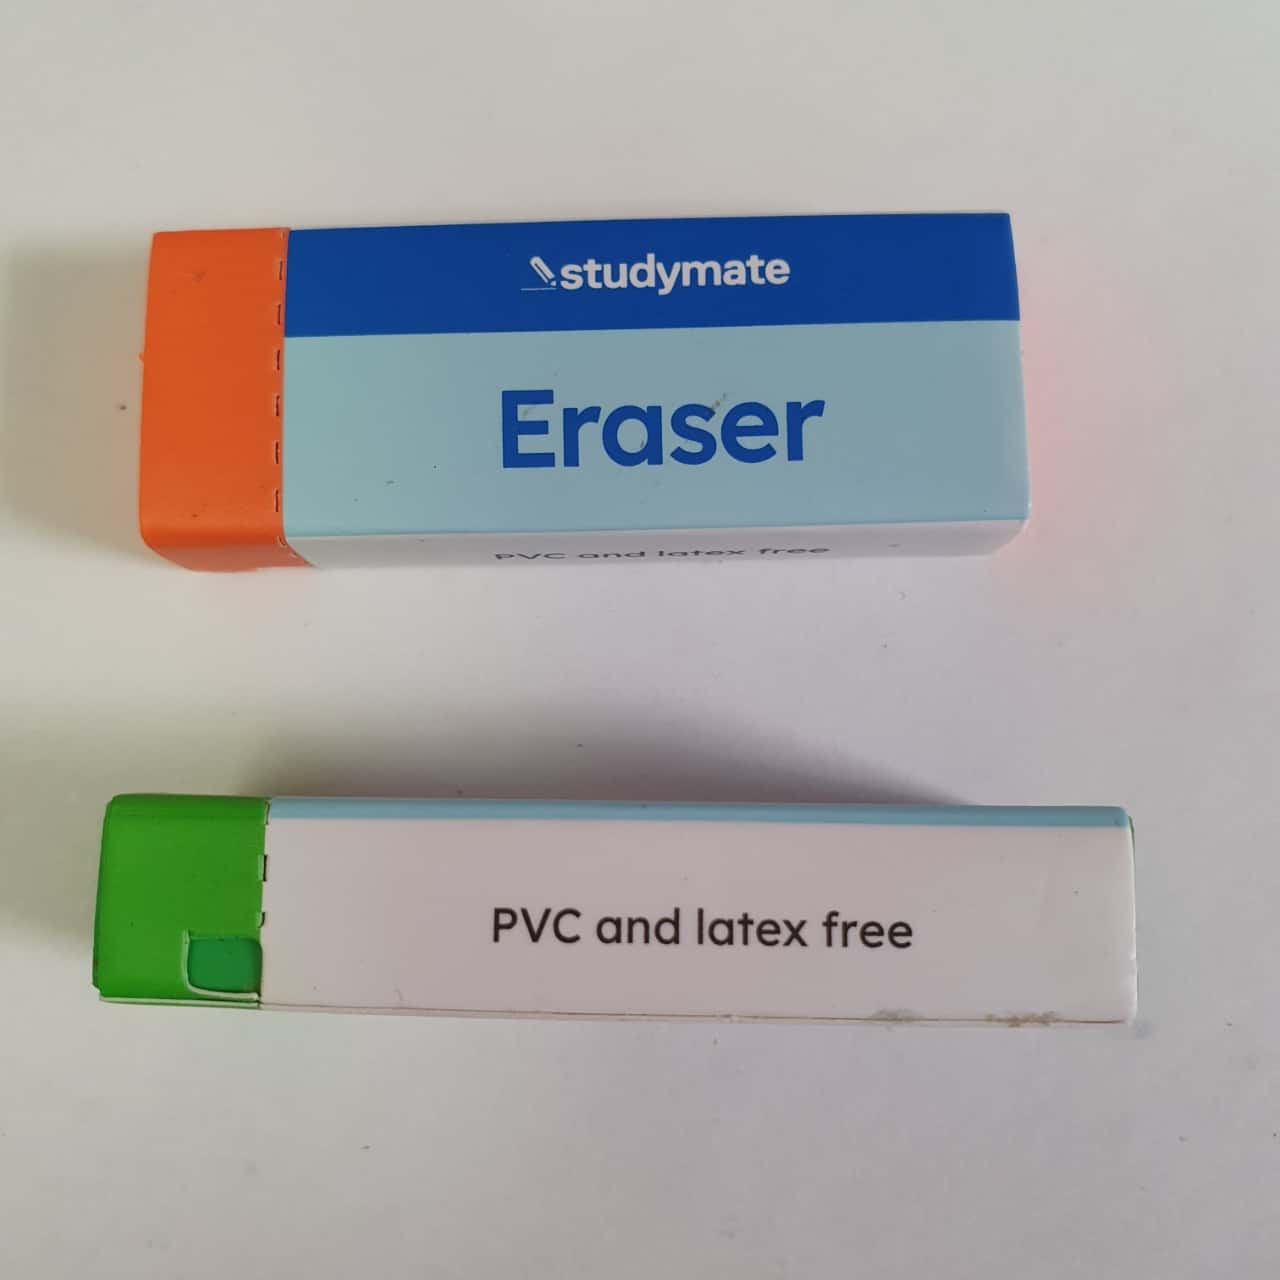 studymate
Eraser
PVC and latex free
PVC and latex free